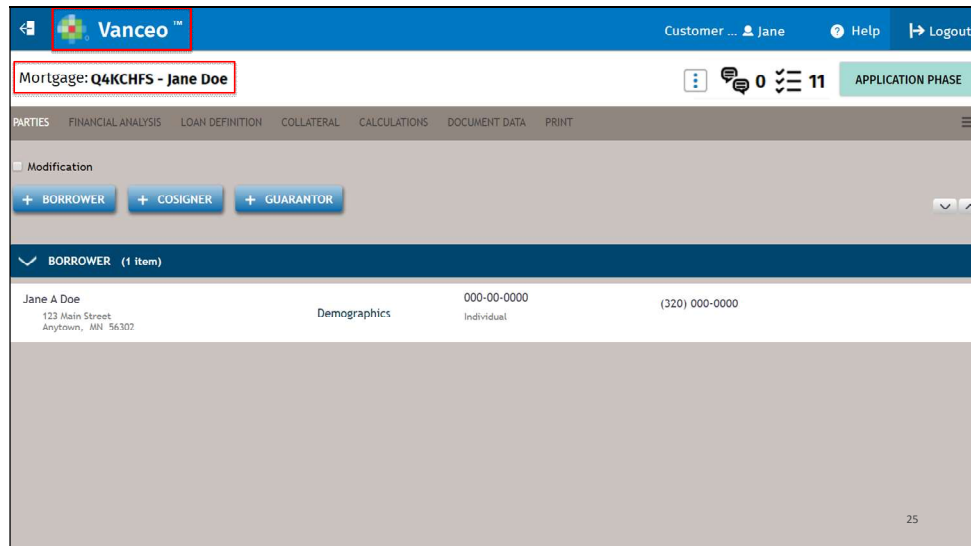 Vanceo ™
Customer ... Jane
Help
Logout
Mortgage: Q4KCHFS - Jane Doe
0
11
APPLICATION PHASE
PARTIES FINANCIAL ANALYSIS LOAN DEFINITION COLLATERAL CALCULATIONS DOCUMENT DATA PRINT
Modification
+ BORROWER + COSIGNER + GUARANTOR
BORROWER (1 item)
Jane A Doe
123 Main Street
Anytown, MN 56302
Demographics
000-00-0000
Individual
(320) 000-0000
25